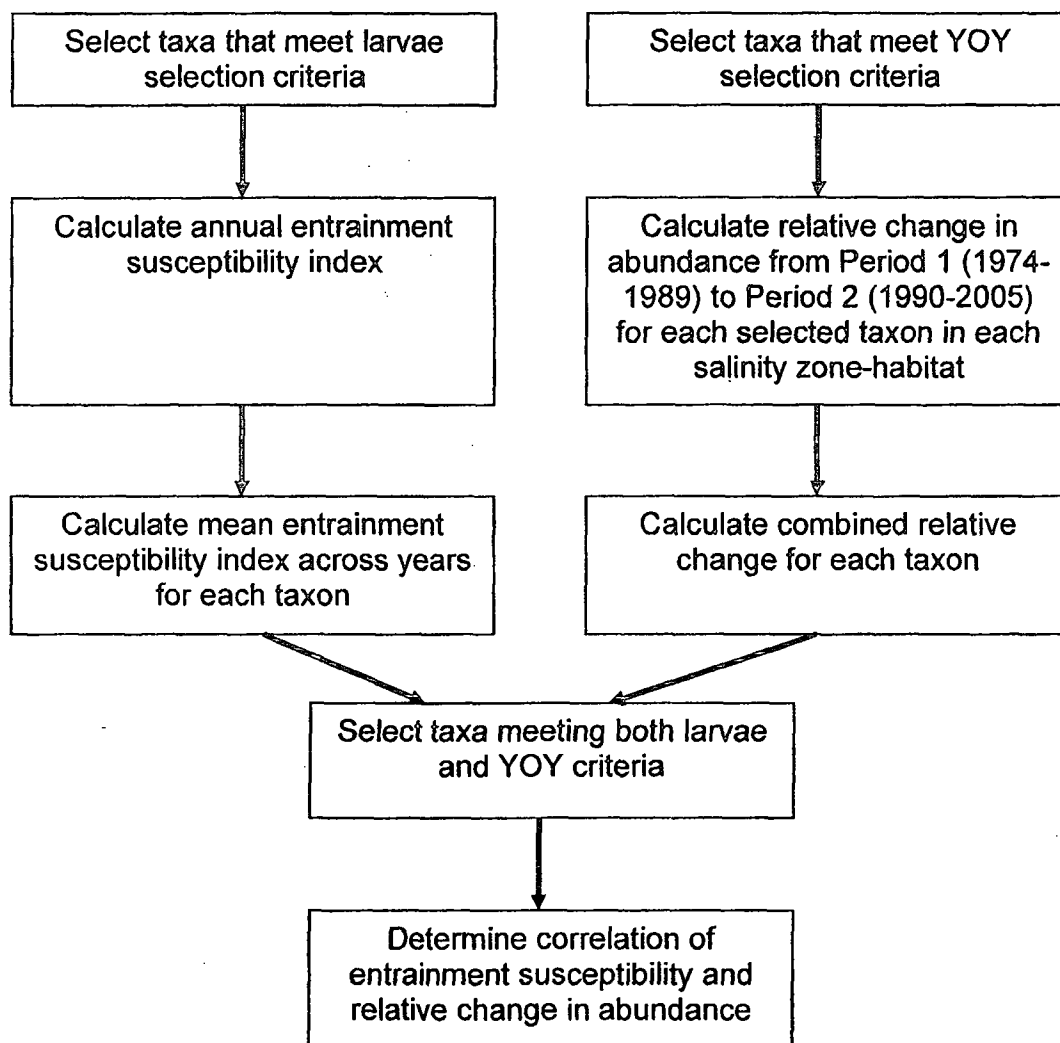 Select taxa that meet larvae
selection criteria
Select taxa that meet YOY
selection criteria
Calculate annual entrainment
susceptibility index
Calculate relative change in
abundance from Period 1 (1974-
1989) to Period 2 (1990-2005)
for each selected taxon in each
salinity zone-habitat
Calculate mean entrainment
susceptibility index across years
for each taxon
Calculate combined relative
change for each taxon
Select taxa meeting both larvae
and YOY criteria
Determine correlation of
entrainment susceptibility and
relative change in abundance